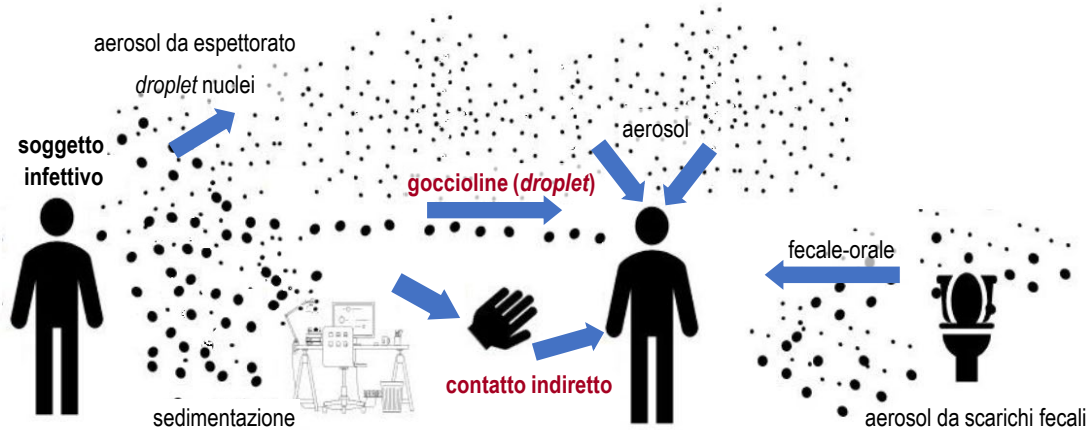 aerosol da espettorato
droplet nuclei
soggetto
infettivo
aerosol
goccioline (droplet)
fecale-orale
contatto indiretto
sedimentazione
aerosol da scarichi fecali